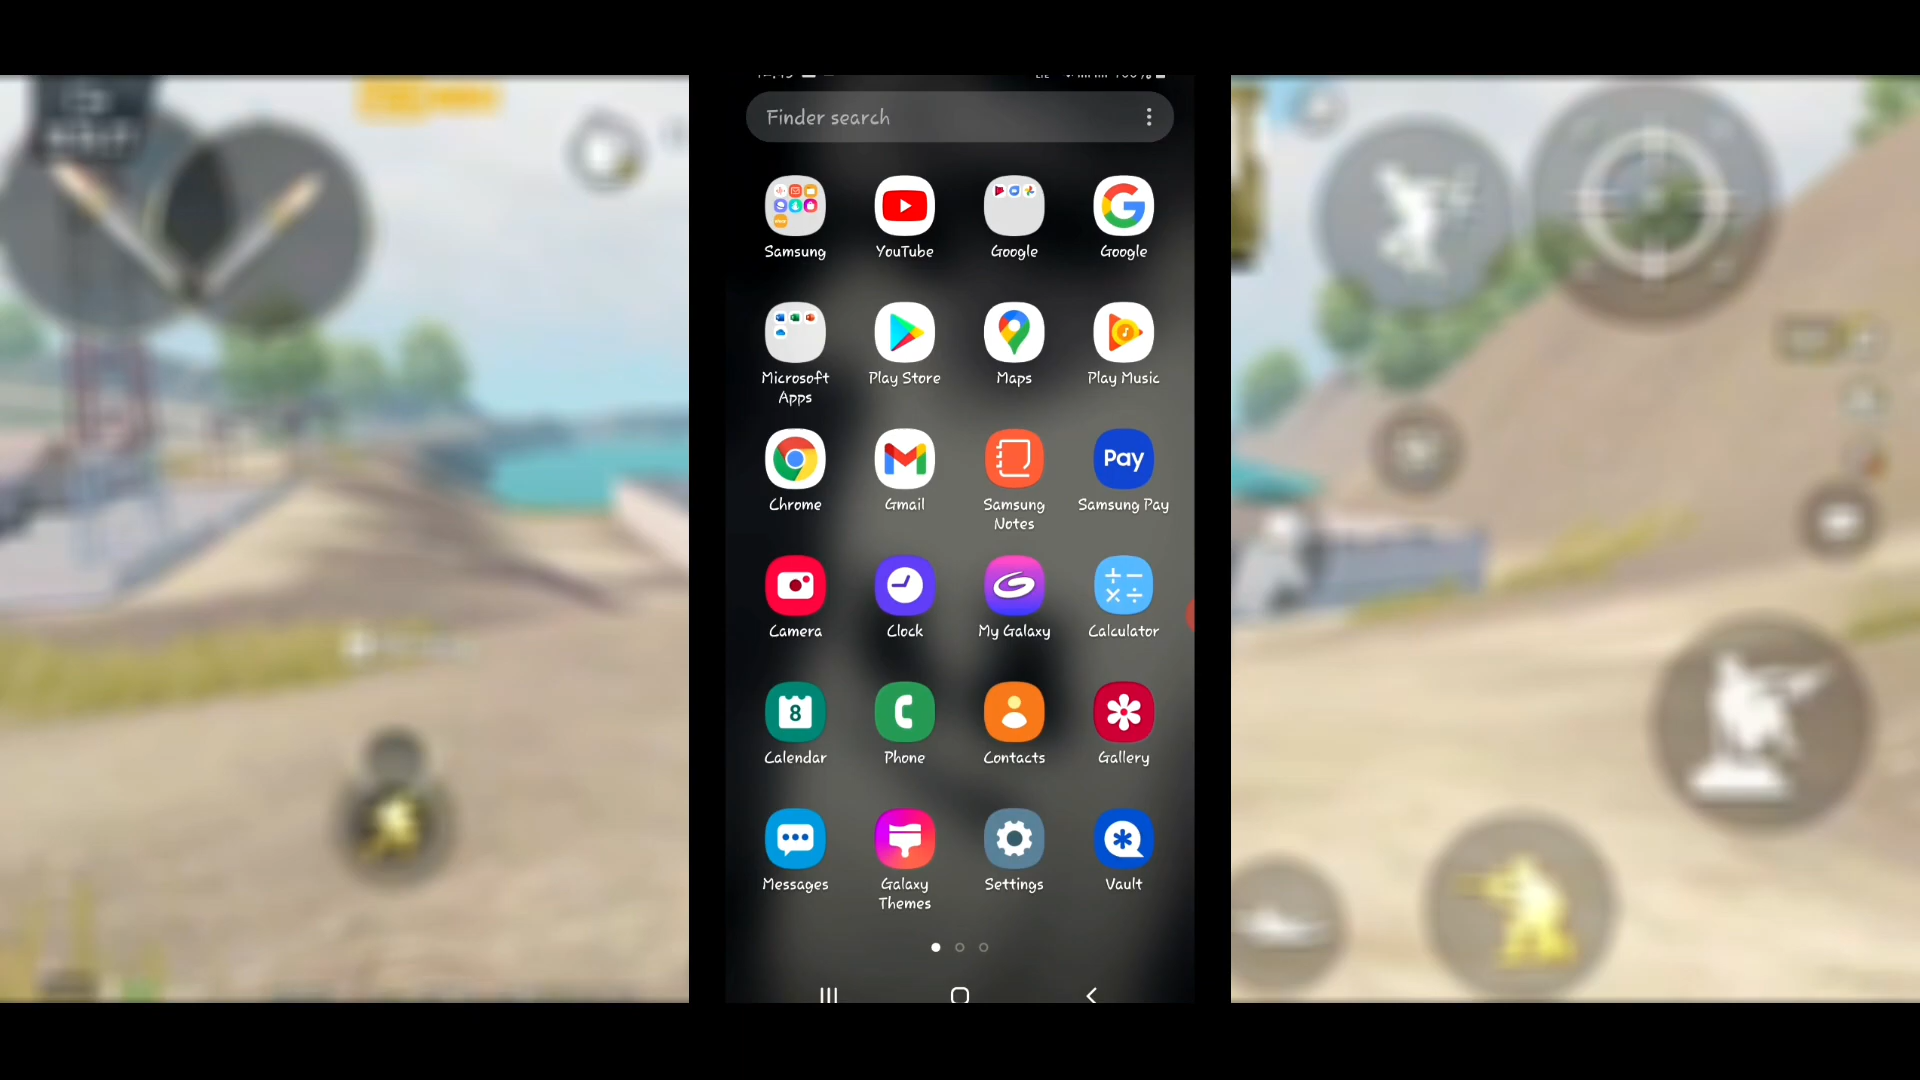 Finder search
Samsung
YouTube
Google
Google
Microsoft
Apps
Play Store
Maps
Play Music
Chrome
Gmail
Samsung
Notes
Pay
Samsung Pay
Camera
Clock
My Galaxy
Calculator
8
Calendar
Phone
Contacts
Gallery
Messages
Galaxy
Themes
Settings
Vault